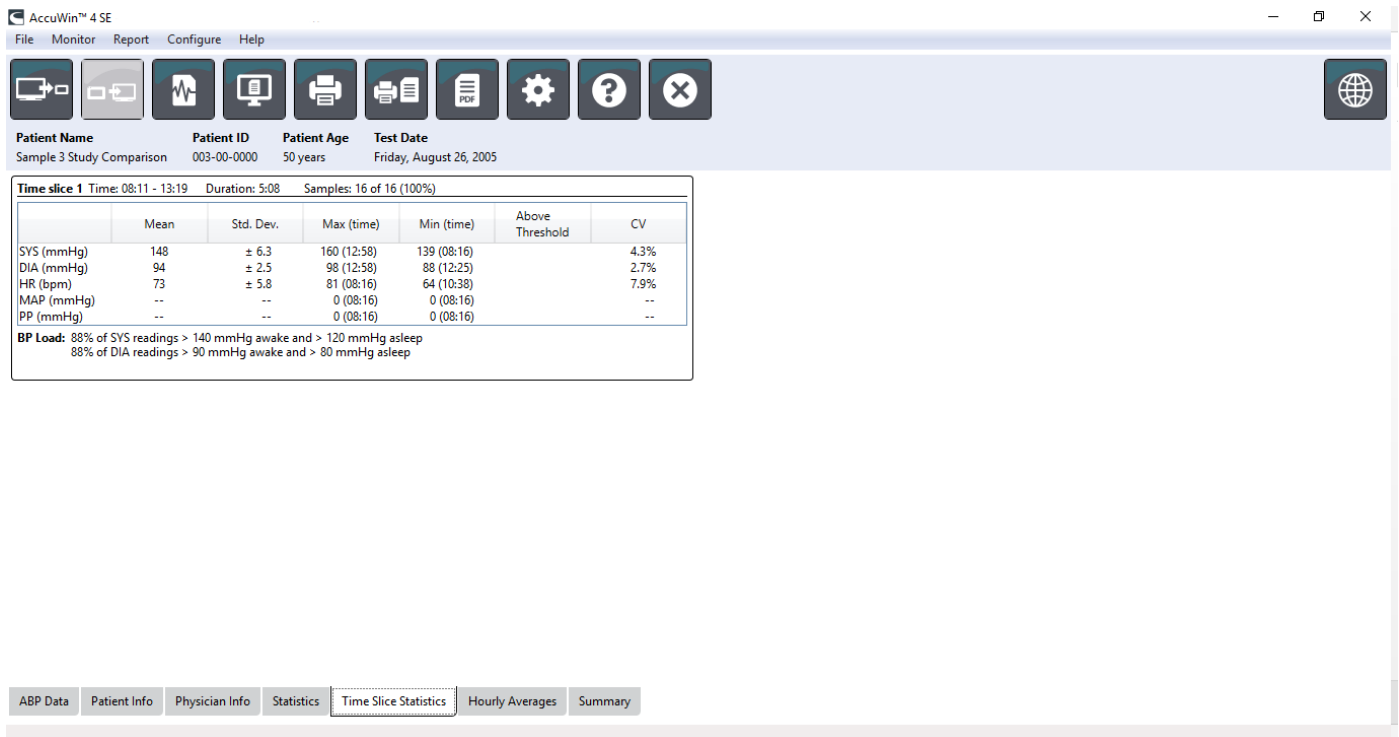 AccuWin™ 4 SE
File Monitor Report Configure Help
PDF
Patient Name Patient ID Patient Age Test Date
Sample 3 Study Comparison 003-00-0000 50 years Friday, August 26, 2005
Time slice 1 Time: 08:11 - 13:19 Duration: 5:08 Samples: 16 of 16 (100%)
Mean Std. Dev. Max (time) Min (time) Above Threshold CV
SYS (mmHg) 148 ± 6.3 160 (12:58) 139 (08:16) 4.3%
DIA (mmHg) 94 ± 2.5 98 (12:58) 88 (12:25) 2.7%
HR (bpm) 73 ± 5.8 81 (08:16) 64 (10:38) 7.9%
MAP (mmHg) -- -- 0 (08:16) 0 (08:16) --
PP (mmHg) -- -- 0 (08:16) 0 (08:16) --
BP Load: 88% of SYS readings > 140 mmHg awake and > 120 mmHg asleep
88% of DIA readings > 90 mmHg awake and > 80 mmHg asleep
ABP Data Patient Info Physician Info Statistics Time Slice Statistics Hourly Averages Summary